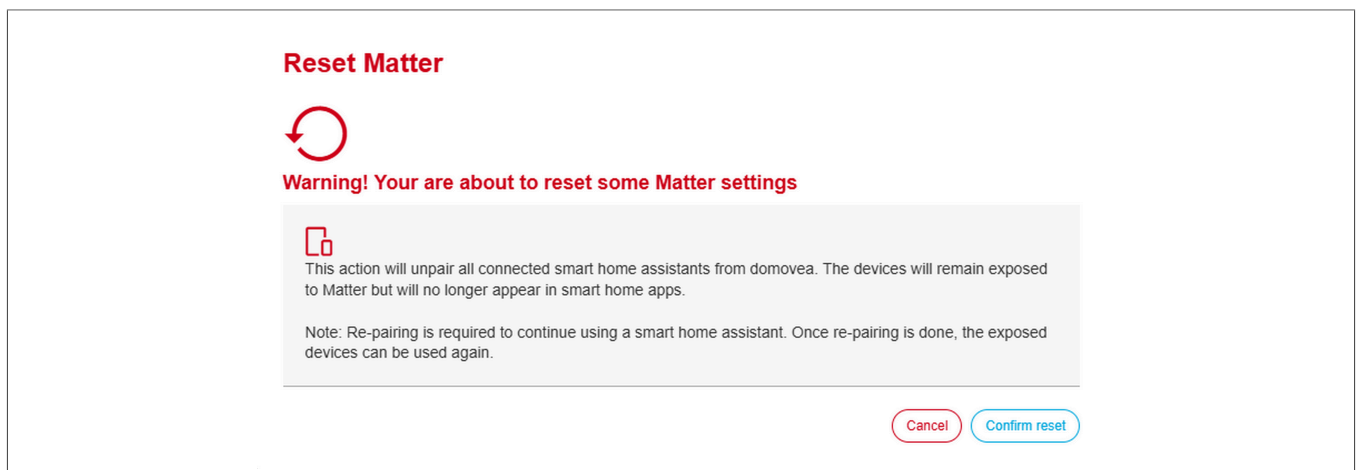 Reset Matter
Warning! Your are about to reset some Matter settings
This action will unpair all connected smart home assistants from domovea. The devices will remain exposed
to Matter but will no longer appear in smart home apps.
Note: Re-pairing is required to continue using a smart home assistant. Once re-pairing is done, the exposed
devices can be used again.
Cancel
Confirm reset